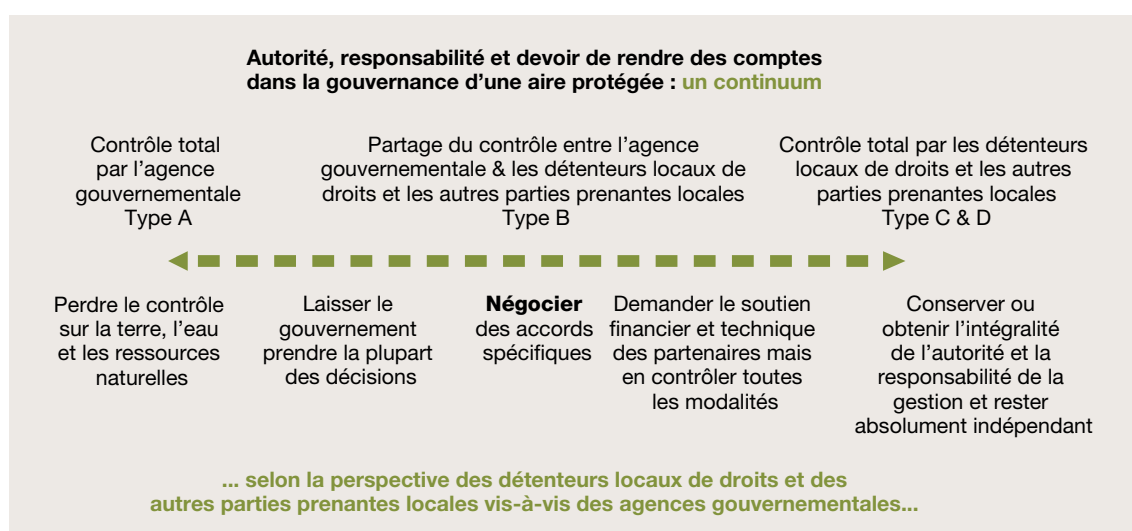 Autorité, responsabilité et devoir de rendre des comptes
dans la gouvernance d’une aire protégée : un continuum
Contrôle total
par l’agence
gouvernementale
Type A
Partage du contrôle entre l’agence
gouvernementale & les détenteurs locaux de
droits et les autres parties prenantes locales
Type B
Contrôle total par les détenteurs
locaux de droits et les autres
parties prenantes locales
Type C & D
Perdre le contrôle
sur la terre, l’eau
et les ressources
naturelles
Laisser le
gouvernement
prendre la plupart
des décisions
Négocier
des accords
spécifiques
Demander le soutien
financier et technique
des partenaires mais
en contrôler toutes
les modalités
Conserver ou
obtenir l’intégralité
de l’autorité et la
responsabilité de la
gestion et rester
absolument indépendant
... selon la perspective des détenteurs locaux de droits et des
autres parties prenantes locales vis-à-vis des agences gouvernementales...